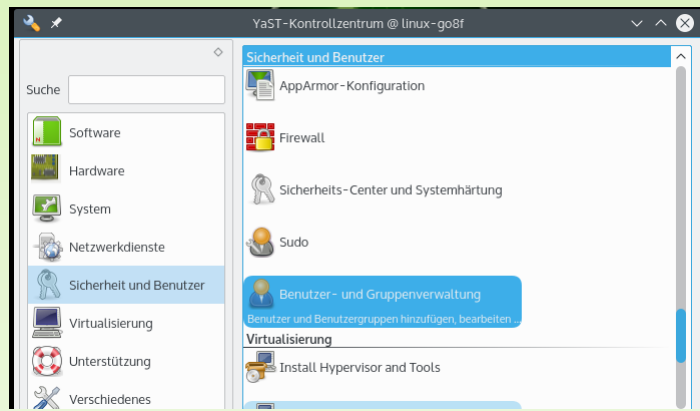 YaST-Kontrollzentrum @ linux-go8f
Suche
Software
Hardware
System
Netzwerkdienste
Sicherheit und Benutzer
Virtualisierung
Unterstützung
Verschiedenes
Sicherheit und Benutzer
AppArmor-Konfiguration
Firewall
Sicherheits-Center und Systemhärtung
Sudo
Benutzer- und Gruppenverwaltung
Benutzer und Benutzergruppen hinzufügen, bearbeiten ...
Virtualisierung
Install Hypervisor and Tools